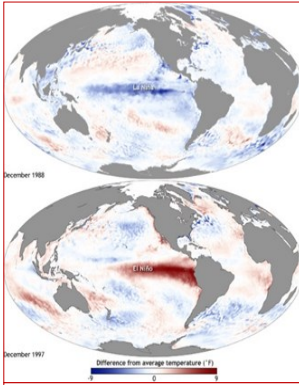 La Niña
December 1988
El Niño
December 1997
Difference from average temperature (°F)
-9 0 9